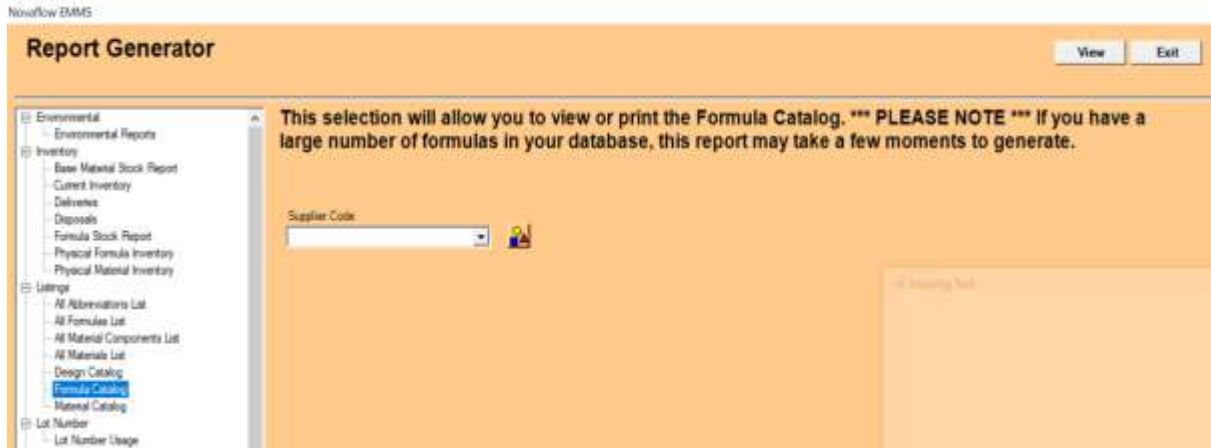 Novaflow EMMS
Report Generator
View
Exit
Environmental
Environmental Reports
Inventory
Base Material Stock Report
Current Inventory
Deliveries
Disposals
Formula Stock Report
Physical Formula Inventory
Physical Material Inventory
Listings
All Abbreviations List
All Formulas List
All Material Components List
All Materials List
Design Catalog
Formula Catalog
Material Catalog
Lot Number
Lot Number Usage
This selection will allow you to view or print the Formula Catalog. *** PLEASE NOTE *** If you have a
large number of formulas in your database, this report may take a few moments to generate.
Supplier Code
Snipping Tool